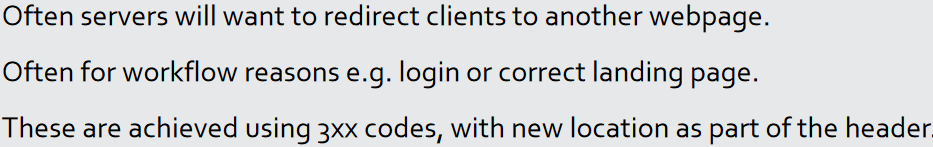 Often servers will want to redirect clients to another webpage.
Often for workflow reasons e.g. login or correct landing page.
These are achieved using 3xx codes, with new location as part of the header.